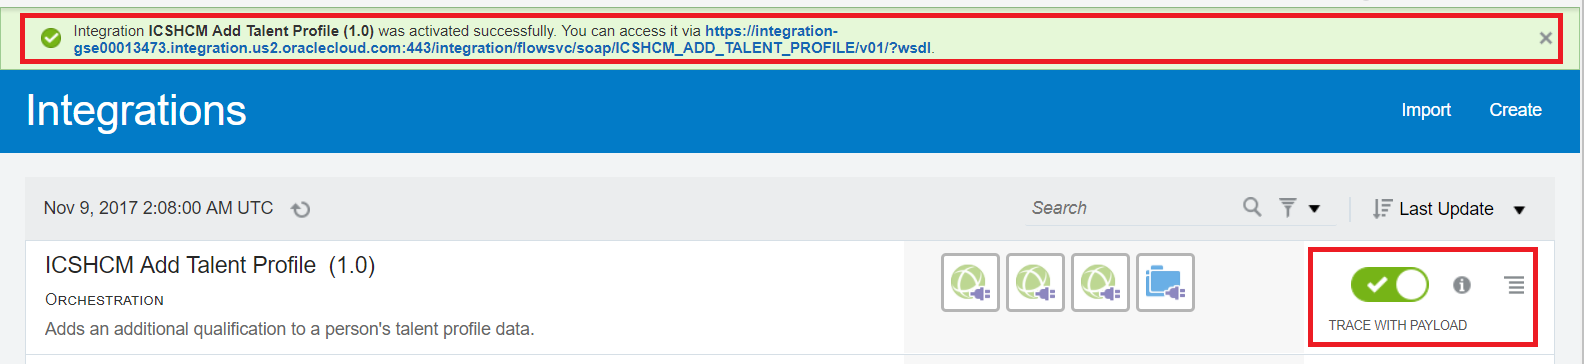 Integration ICSHCM Add Talent Profile (1.0) was activated successfully. You can access it via https://integration-
gse00013473.integration.us2.oraclecloud.com:443/integration/flowsvc/soap/ICSHCM_ADD_TALENT_PROFILE/v01/?wsdl.
Integrations
Import
Create
Nov 9, 2017 2:08:00 AM UTC
Search
Last Update
ICSHCM Add Talent Profile (1.0)
ORCHESTRATION
Adds an additional qualification to a person's talent profile data.
TRACE WITH PAYLOAD